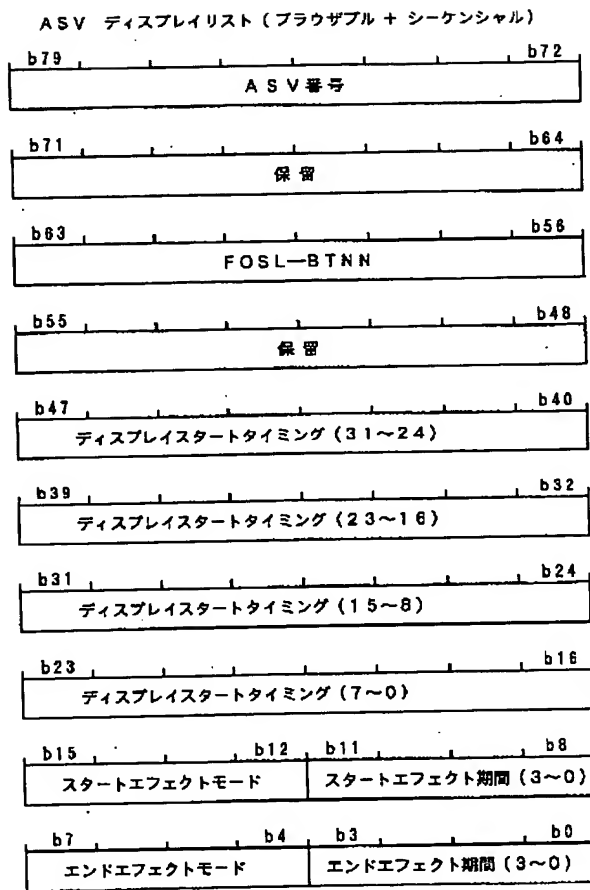 ASV ディスプレイリスト(ブラウザブル + シーケンシャル)
b79 b72
ASV番号
b71 b64
保留
b63 b56
FOSL—BTNN
b55 b48
保留
b47 b40
ディスプレイスタートタイミング(31〜24)
b39 b32
ディスプレイスタートタイミング(23〜16)
b31 b24
ディスプレイスタートタイミング(15〜8)
b23 b16
ディスプレイスタートタイミング(7〜0)
b15 b12 b11 b8
スタートエフェクトモード スタートエフェクト期間(3〜0)
b7 b4 b3 b0
エンドエフェクトモード エンドエフェクト期間(3〜0)